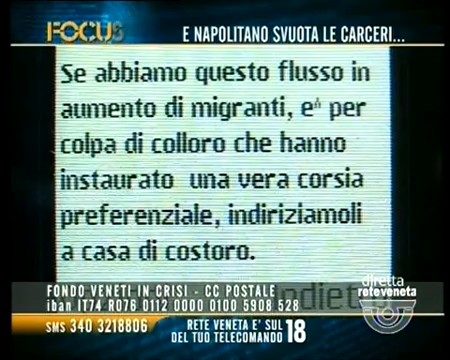 FOCUS
E NAPOLITANO SVUOTA LE CARCERI...
Se abbiamo questo flusso in
aumento di migranti, e^ per
colpa di colloro che hanno
instaurato una vera corsia
preferenziale, indiriziamoli
a casa di costoro.
FONDO VENETI IN CRISI - CC POSTALE
iban IT74 R076 0112 0000 0100 5908 528
indiet
diretta
reteveneta
SMS 340 3218806
RETE VENETA E' SUL
DEL TUO TELECOMANDO
18